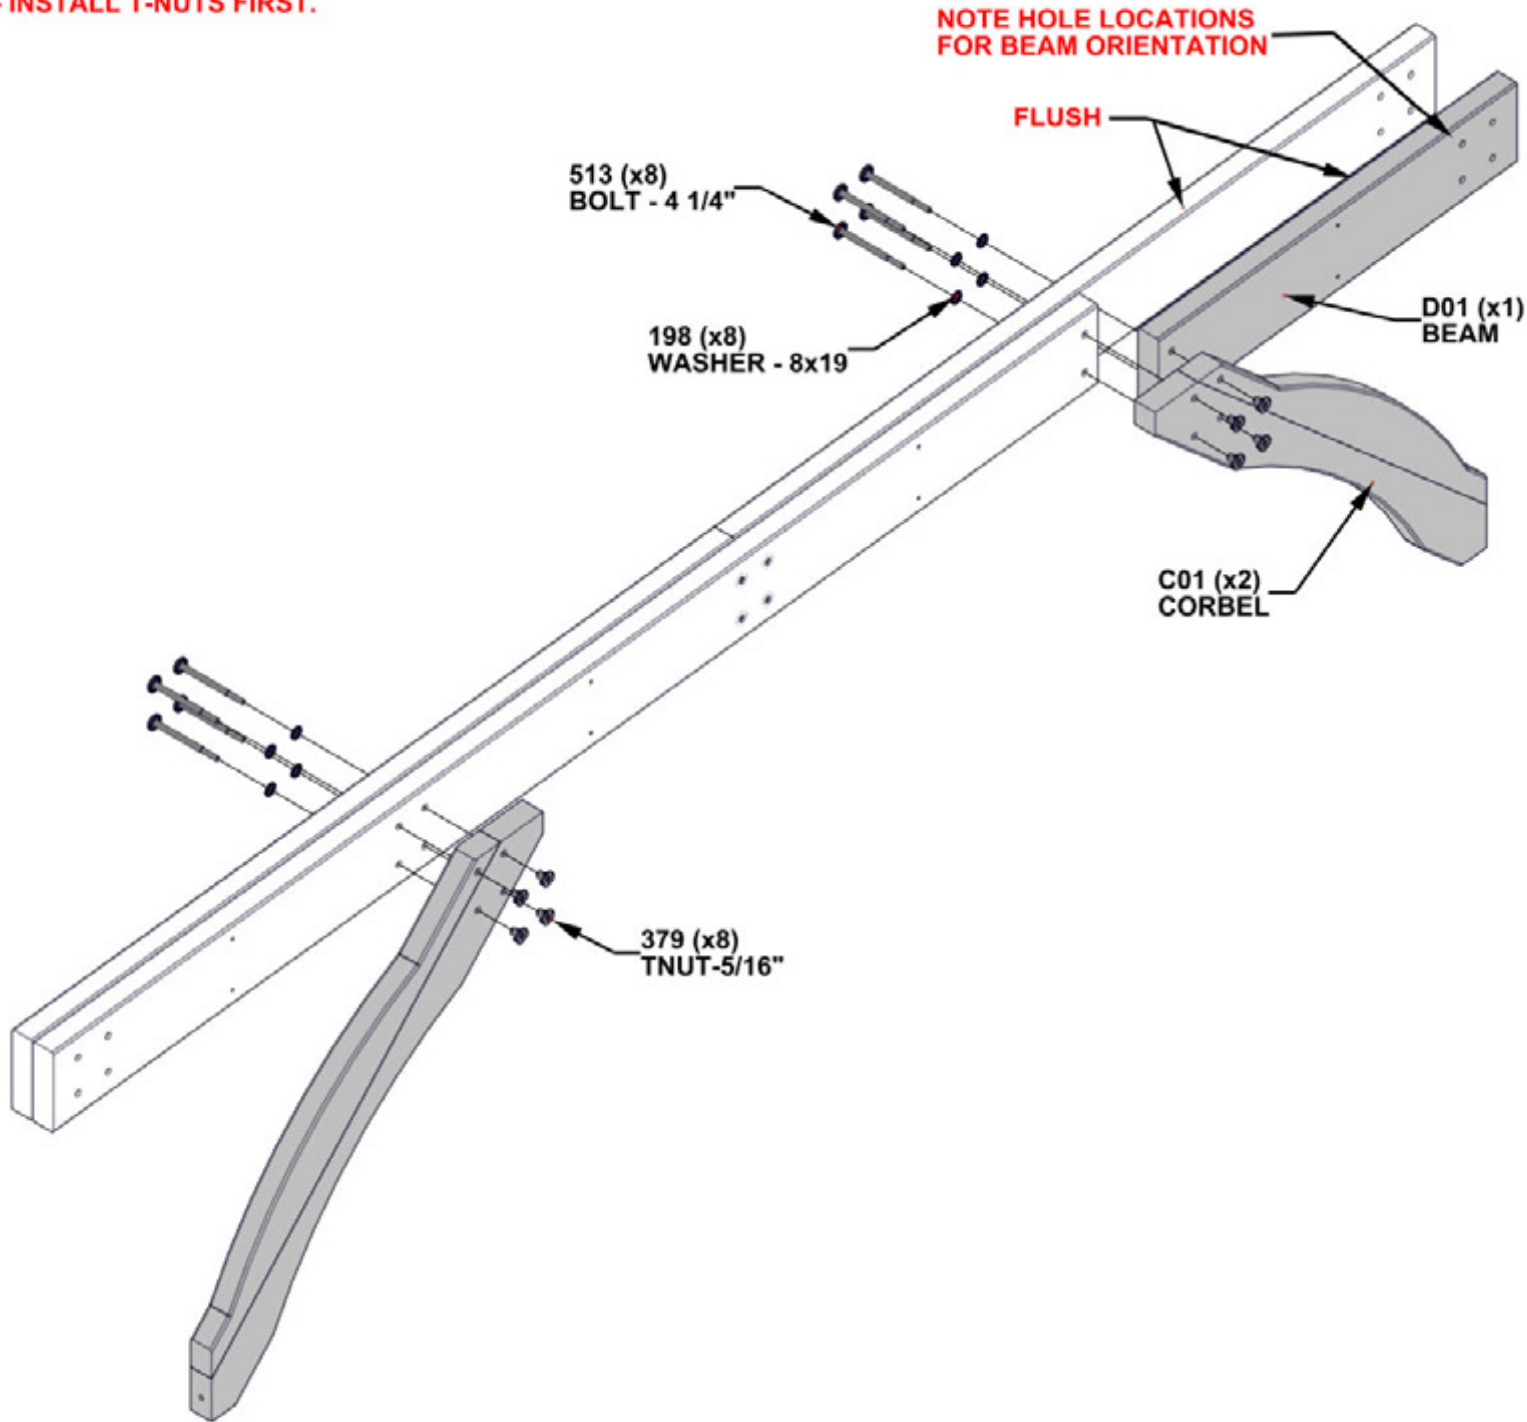 INSTALL T-NUTS FIRST.
NOTE HOLE LOCATIONS
FOR BEAM ORIENTATION
FLUSH
513 (x8)
BOLT - 4 1/4"
198 (x8)
WASHER - 8x19
D01 (x1)
BEAM
C01 (x2)
CORBEL
379 (x8)
TNUT-5/16"